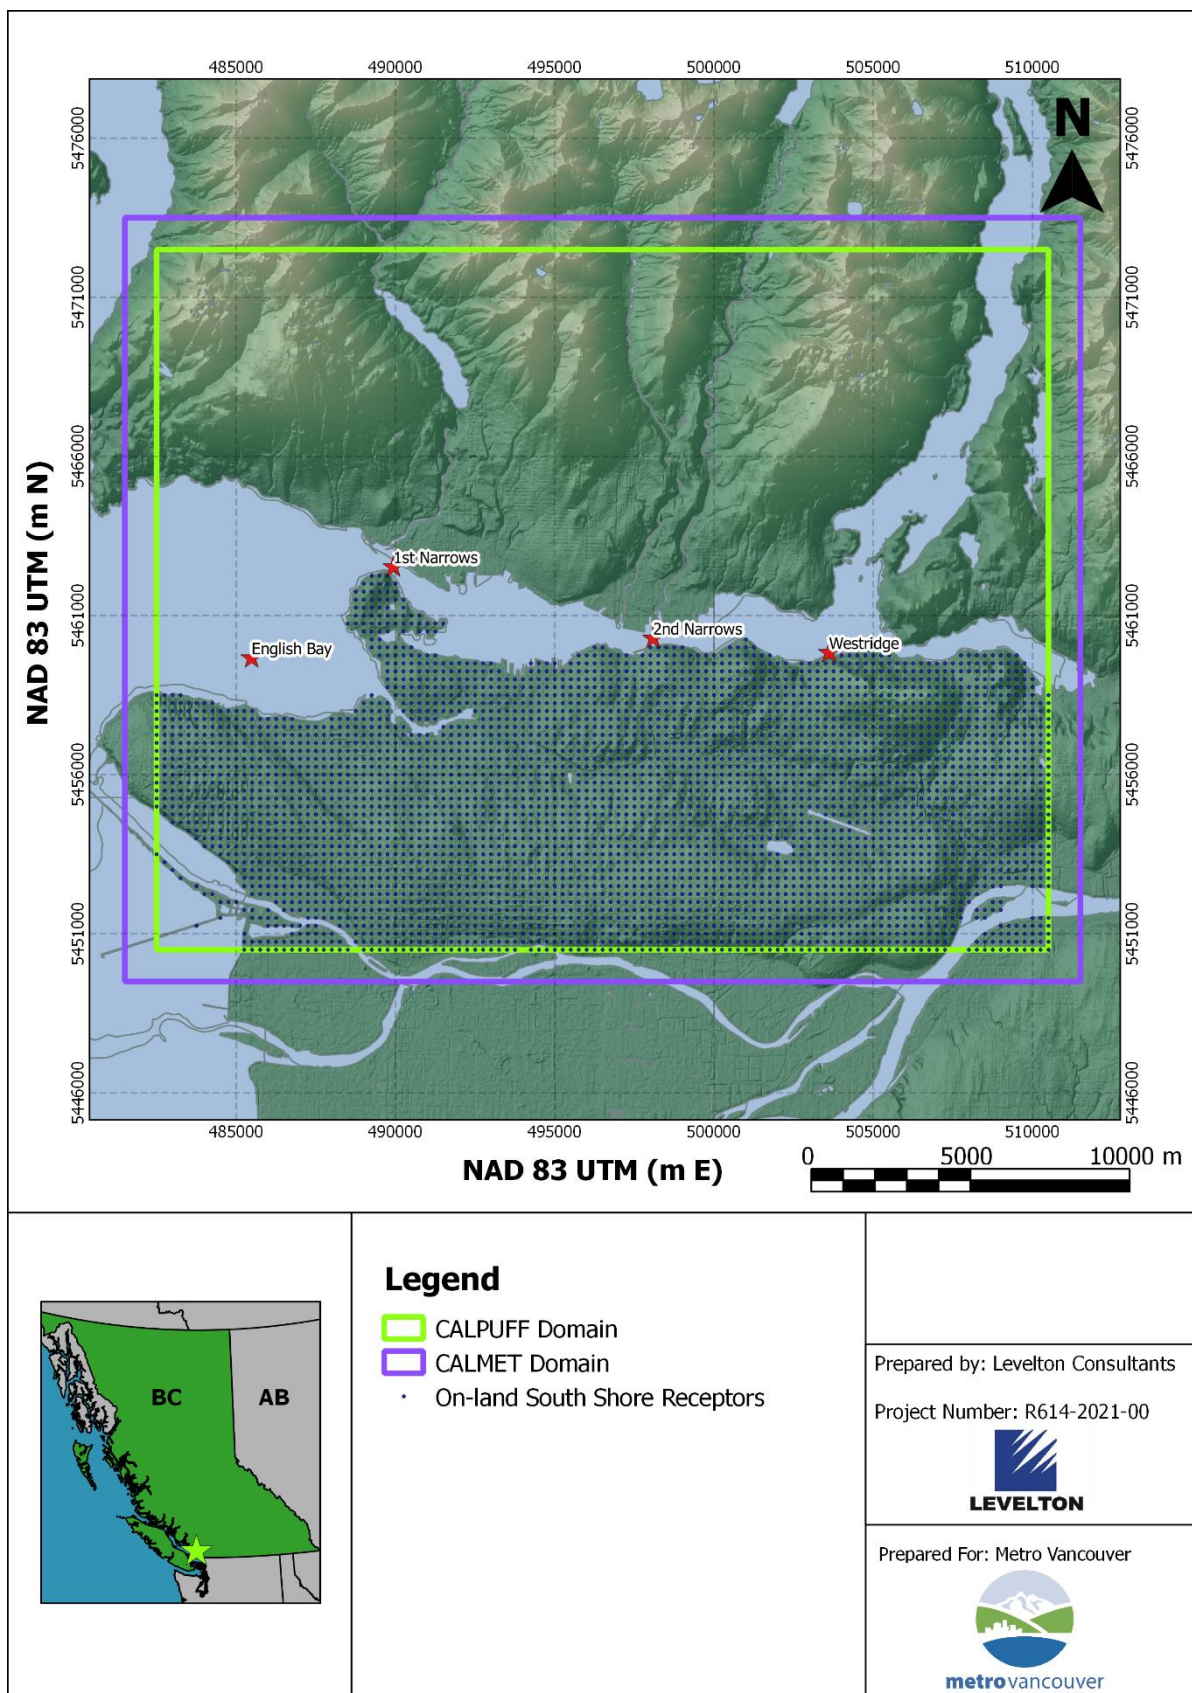 485000 490000 495000 500000 505000 510000
N
5476000 5476000
5471000 5471000
5466000 5466000
1st Narrows
5461000 5461000
2nd Narrows
English Bay
Westridge
5456000 5456000
5451000 5451000
5446000 5446000
NAD 83 UTM (m N)
485000 490000 495000 500000 505000 510000
NAD 83 UTM (m E)
0 5000 10000 m
BC AB
Legend
CALPUFF Domain
CALMET Domain
On-land South Shore Receptors
Prepared by: Levelton Consultants
Project Number: R614-2021-00
LEVELTON
Prepared For: Metro Vancouver
metrovancouver